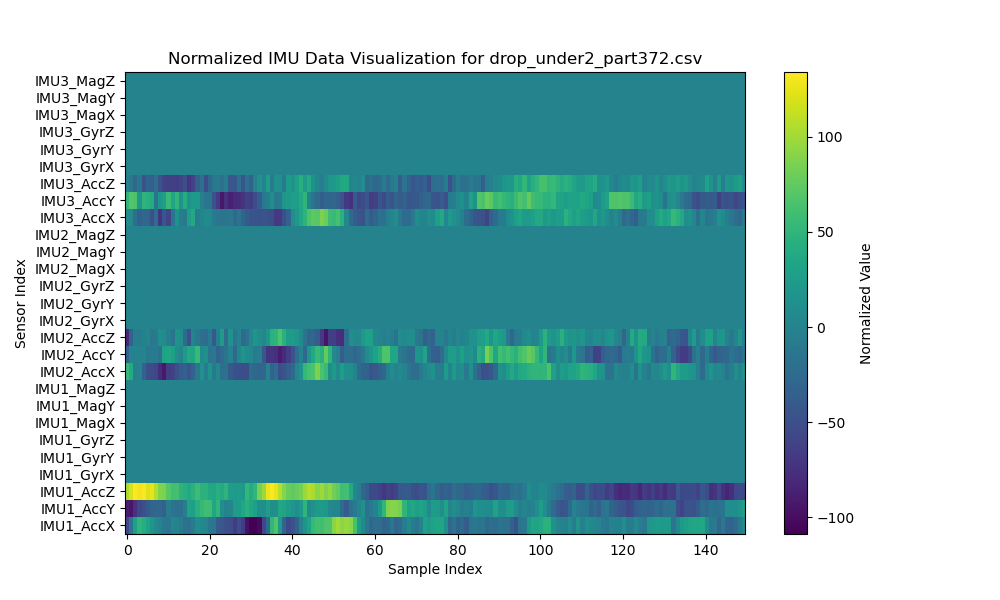 Normalized IMU Data Visualization for drop_under2_part372.csv
IMU3_MagZ
IMU3_MagY
IMU3_MagX
IMU3_GyrZ
IMU3_GyrY
IMU3_GyrX
IMU3_AccZ
IMU3_AccY
IMU3_AccX
IMU2_MagZ
IMU2_MagY
IMU2_MagX
IMU2_GyrZ
IMU2_GyrY
IMU2_GyrX
IMU2_AccZ
IMU2_AccY
IMU2_AccX
IMU1_MagZ
IMU1_MagY
IMU1_MagX
IMU1_GyrZ
IMU1_GyrY
IMU1_GyrX
IMU1_AccZ
IMU1_AccY
IMU1_AccX
Sensor Index
0 20 40 60 80 100 120 140
Sample Index
100
50
0
−50
−100
Normalized Value